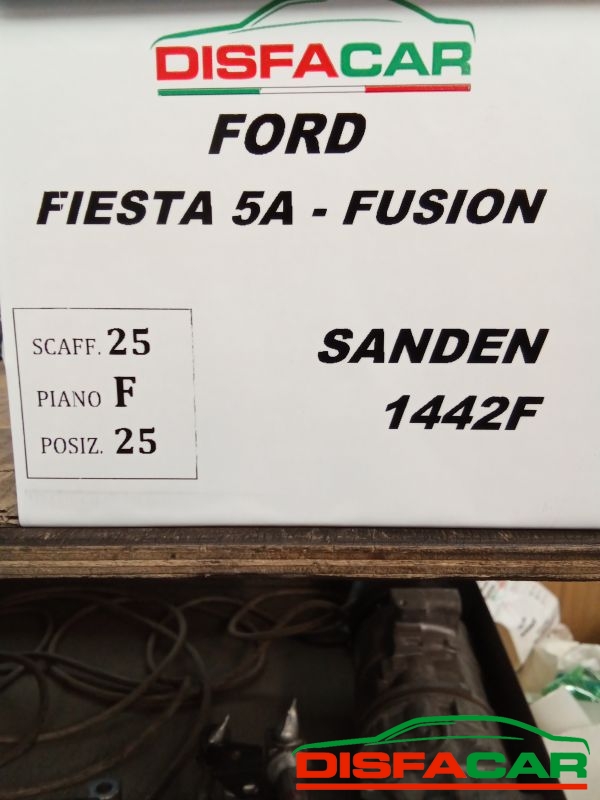 DISFACAR
FORD
FIESTA 5A - FUSION
SCAFF. 25
PIANO F
POSIZ. 25
SANDEN
1442F
DISFACAR